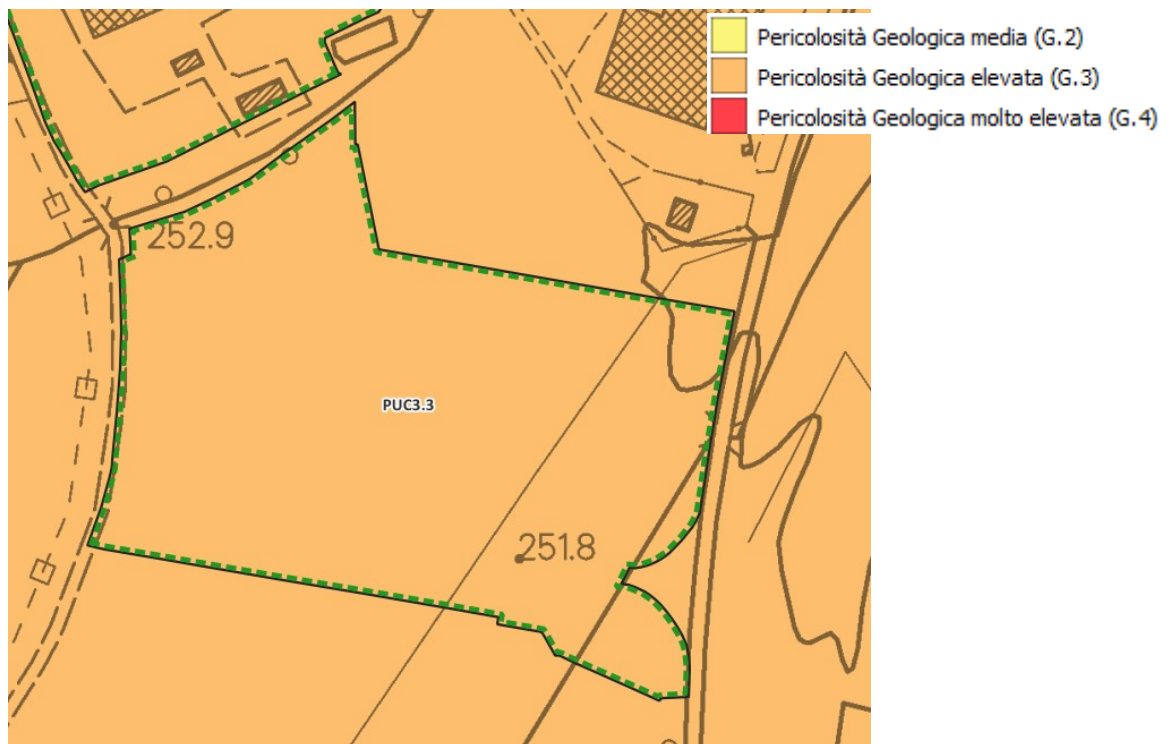 Pericolosità Geologica media (G.2)
Pericolosità Geologica elevata (G.3)
Pericolosità Geologica molto elevata (G.4)
252.9
PUC3.3
251.8